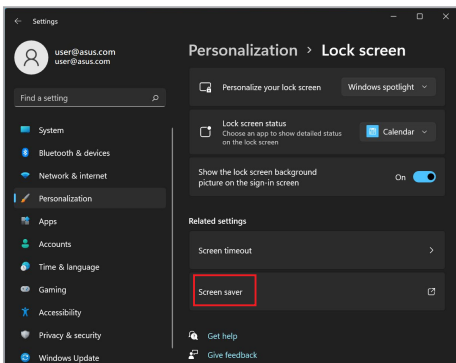 Settings
user@asus.com
user@asus.com
Find a setting
System
Bluetooth & devices
Network & internet
Personalization
Apps
Accounts
Time & language
Gaming
Accessibility
Privacy & security
Windows Update
Personalization > Lock screen
Personalize your lock screen
Windows spotlight
Lock screen status
Choose an app to show detailed status
on the lock screen
Calendar
Show the lock screen background
picture on the sign-in screen
On
Related settings
Screen timeout
Screen saver
Get help
Give feedback